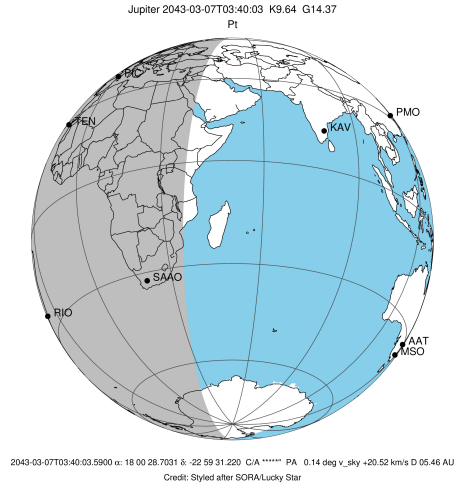 Jupiter 2043-03-07T03:40:03 K9.64 G14.37
Pt
PIC
TEN
PMO
KAV
SAAO
RIO
AAT
MSO
2043-03-07T03:40:03.5900 α: 18 00 28.7031 δ: -22 59 31.220 C/A *****" PA 0.14 deg v_sky +20.52 km/s D 05.46 AU
Credit: Styled after SORA/Lucky Star